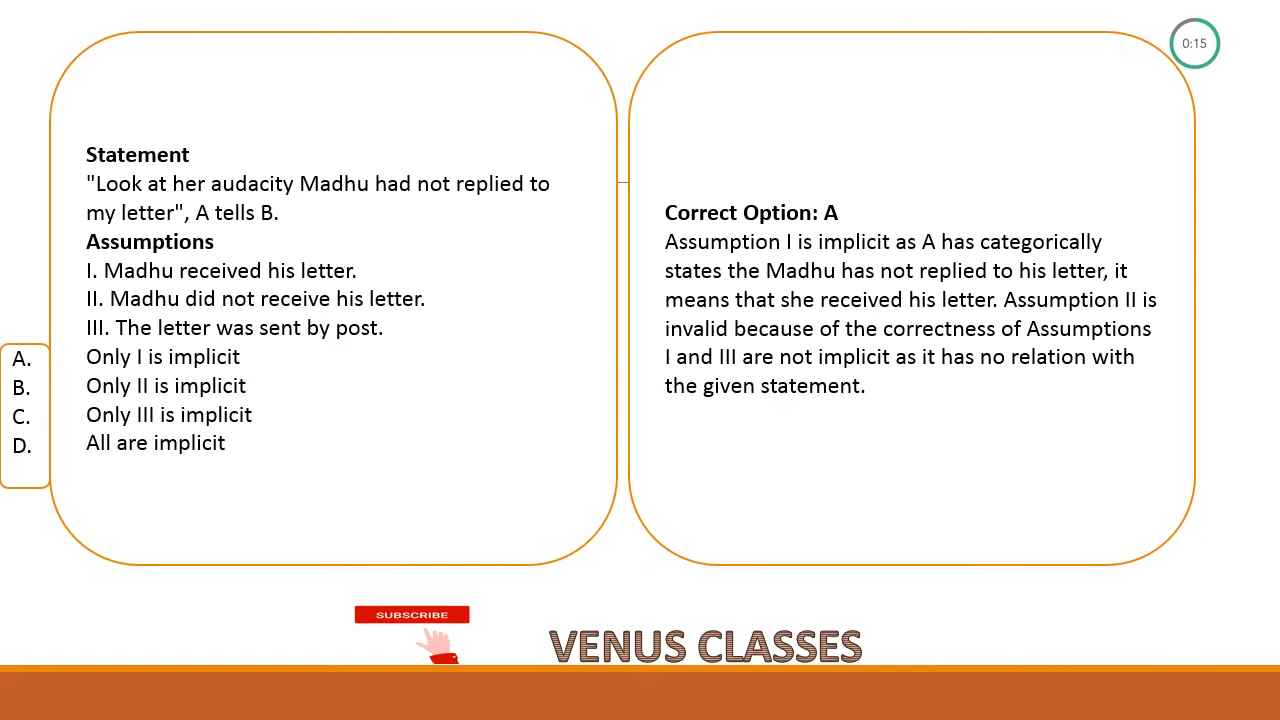 0:15
Statement
"Look at her audacity Madhu had not replied to
my letter", A tells B.
Assumptions
I. Madhu received his letter.
II. Madhu did not receive his letter.
III. The letter was sent by post.
A. Only I is implicit
B. Only II is implicit
C. Only III is implicit
D. All are implicit
Correct Option: A
Assumption I is implicit as A has categorically
states the Madhu has not replied to his letter, it
means that she received his letter. Assumption II is
invalid because of the correctness of Assumptions
I and III are not implicit as it has no relation with
the given statement.
SUBSCRIBE
VENUS CLASSES